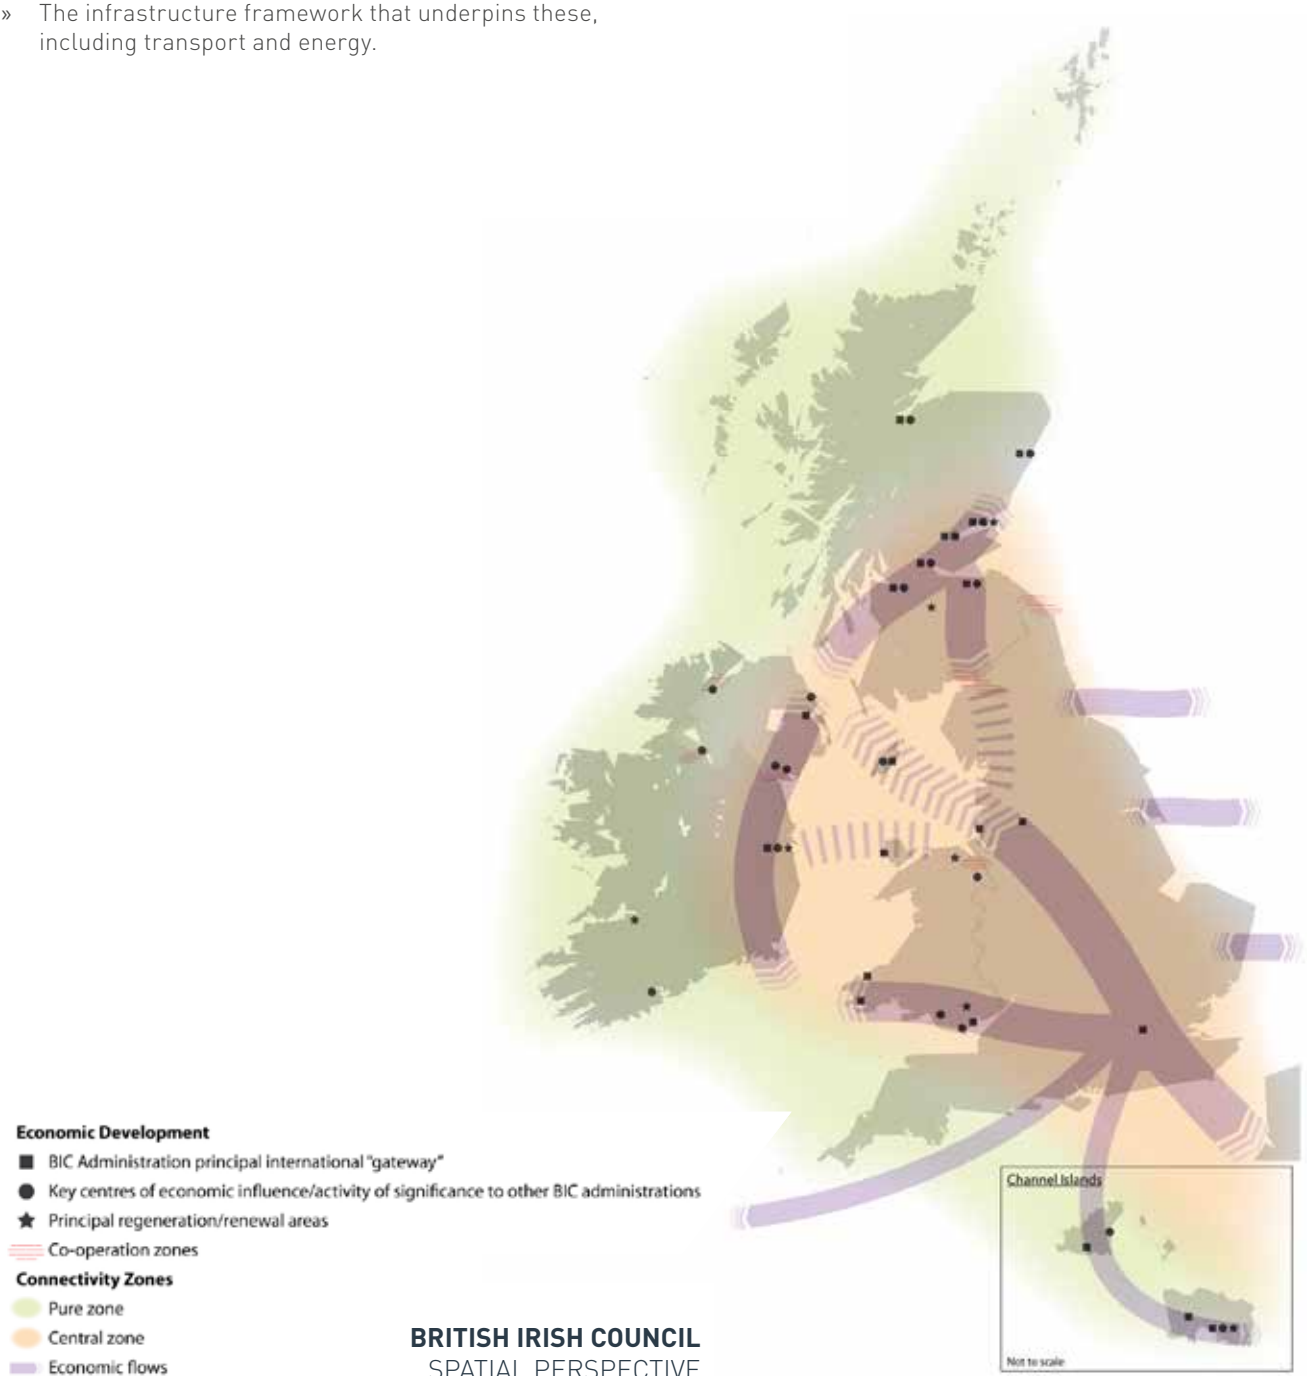 » The infrastructure framework that underpins these,
including transport and energy.
Economic Development
BIC Administration principal international "gateway"
Key centres of economic influence/activity of significance to other BIC administrations
Principal regeneration/renewal areas
Co-operation zones
Connectivity Zones
Pure zone
Central zone
Economic flows
BRITISH IRISH COUNCIL
SPATIAL PERSPECTIVE
Channel Islands
Not to scale